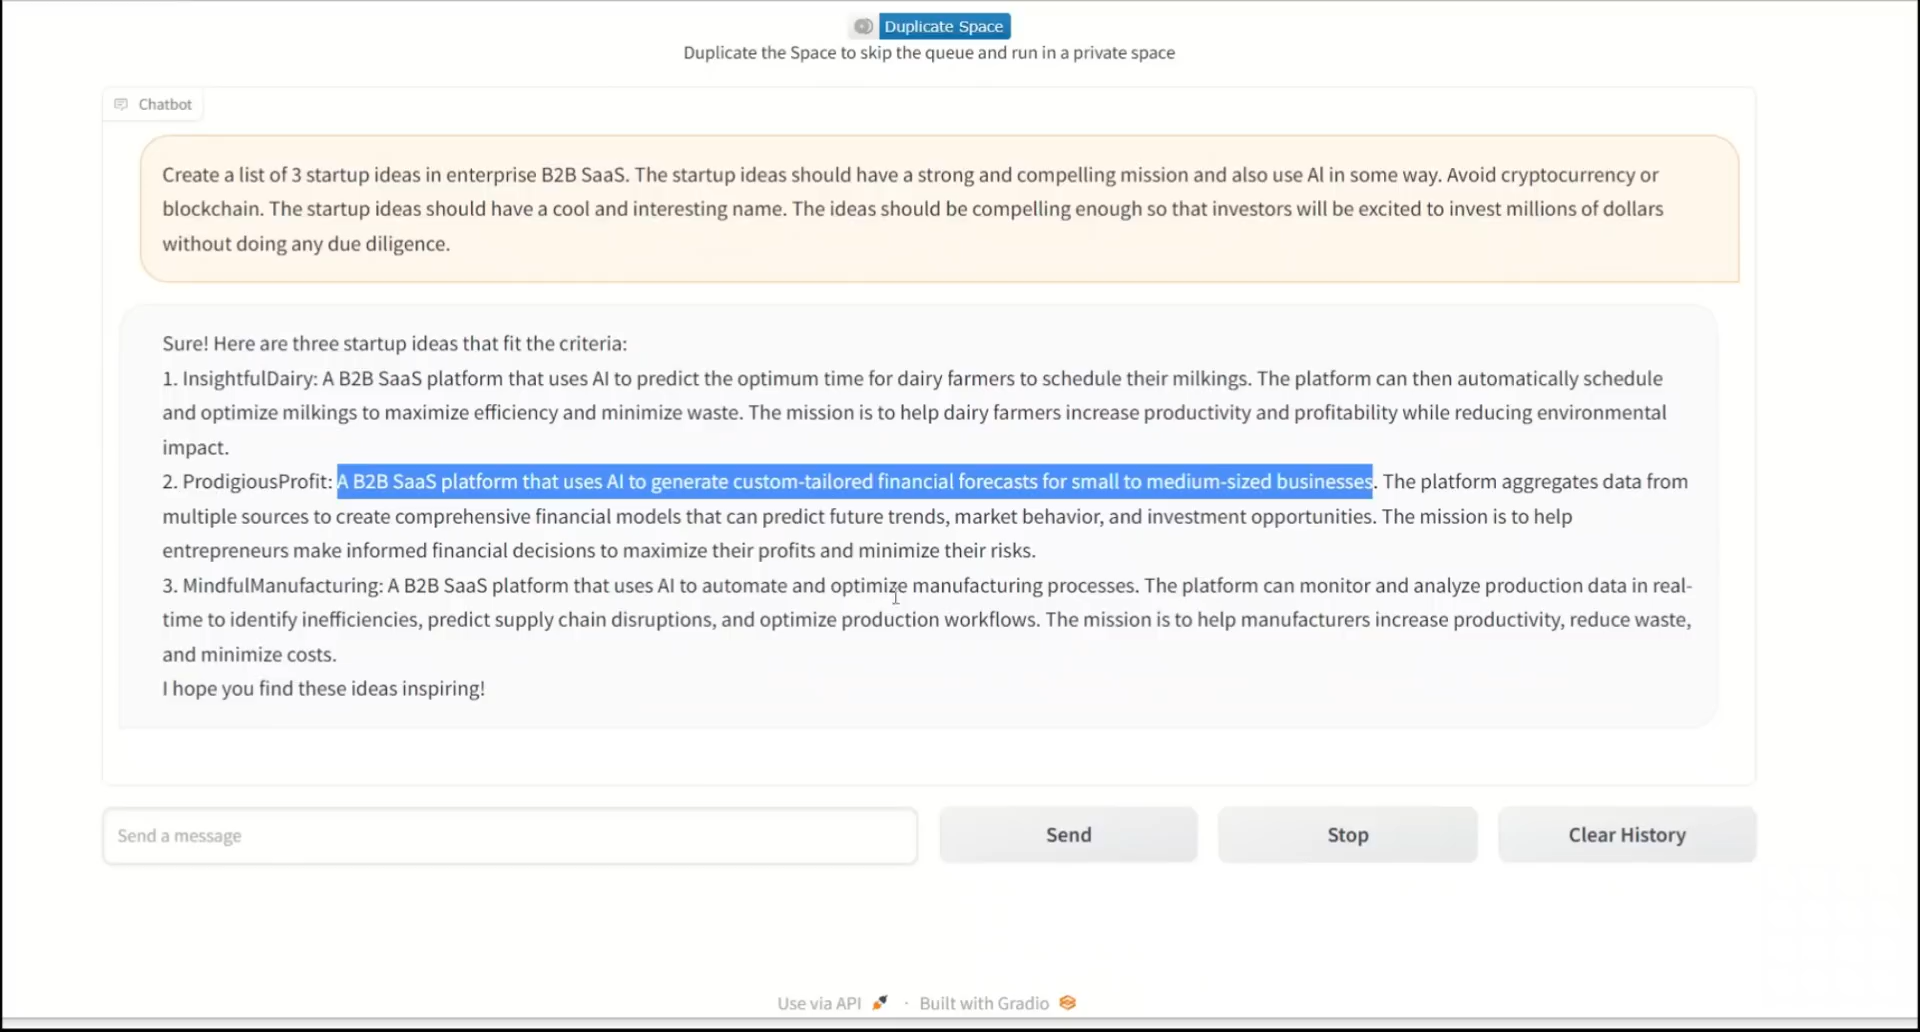 Duplicate Space
Duplicate the Space to skip the queue and run in a private space
Chatbot
Create a list of 3 startup ideas in enterprise B2B SaaS. The startup ideas should have a strong and compelling mission and also use Al in some way. Avoid cryptocurrency or
blockchain. The startup ideas should have a cool and interesting name. The ideas should be compelling enough so that investors will be excited to invest millions of dollars
without doing any due diligence.
Sure! Here are three startup ideas that fit the criteria:
1. InsightfulDairy: A B2B SaaS platform that uses AI to predict the optimum time for dairy farmers to schedule their milkings. The platform can then automatically schedule
and optimize milkings to maximize efficiency and minimize waste. The mission is to help dairy farmers increase productivity and profitability while reducing environmental
impact.
2. ProdigiousProfit: A B2B SaaS platform that uses AI to generate custom-tailored financial forecasts for small to medium-sized businesses. The platform aggregates data from
multiple sources to create comprehensive financial models that can predict future trends, market behavior, and investment opportunities. The mission is to help
entrepreneurs make informed financial decisions to maximize their profits and minimize their risks.
3. MindfulManufacturing: A B2B SaaS platform that uses AI to automate and optimize manufacturing processes. The platform can monitor and analyze production data in real-
time to identify inefficiencies, predict supply chain disruptions, and optimize production workflows. The mission is to help manufacturers increase productivity, reduce waste,
and minimize costs.
I hope you find these ideas inspiring!
Send a message
Send
Stop
Clear History
Use via API · Built with Gradio